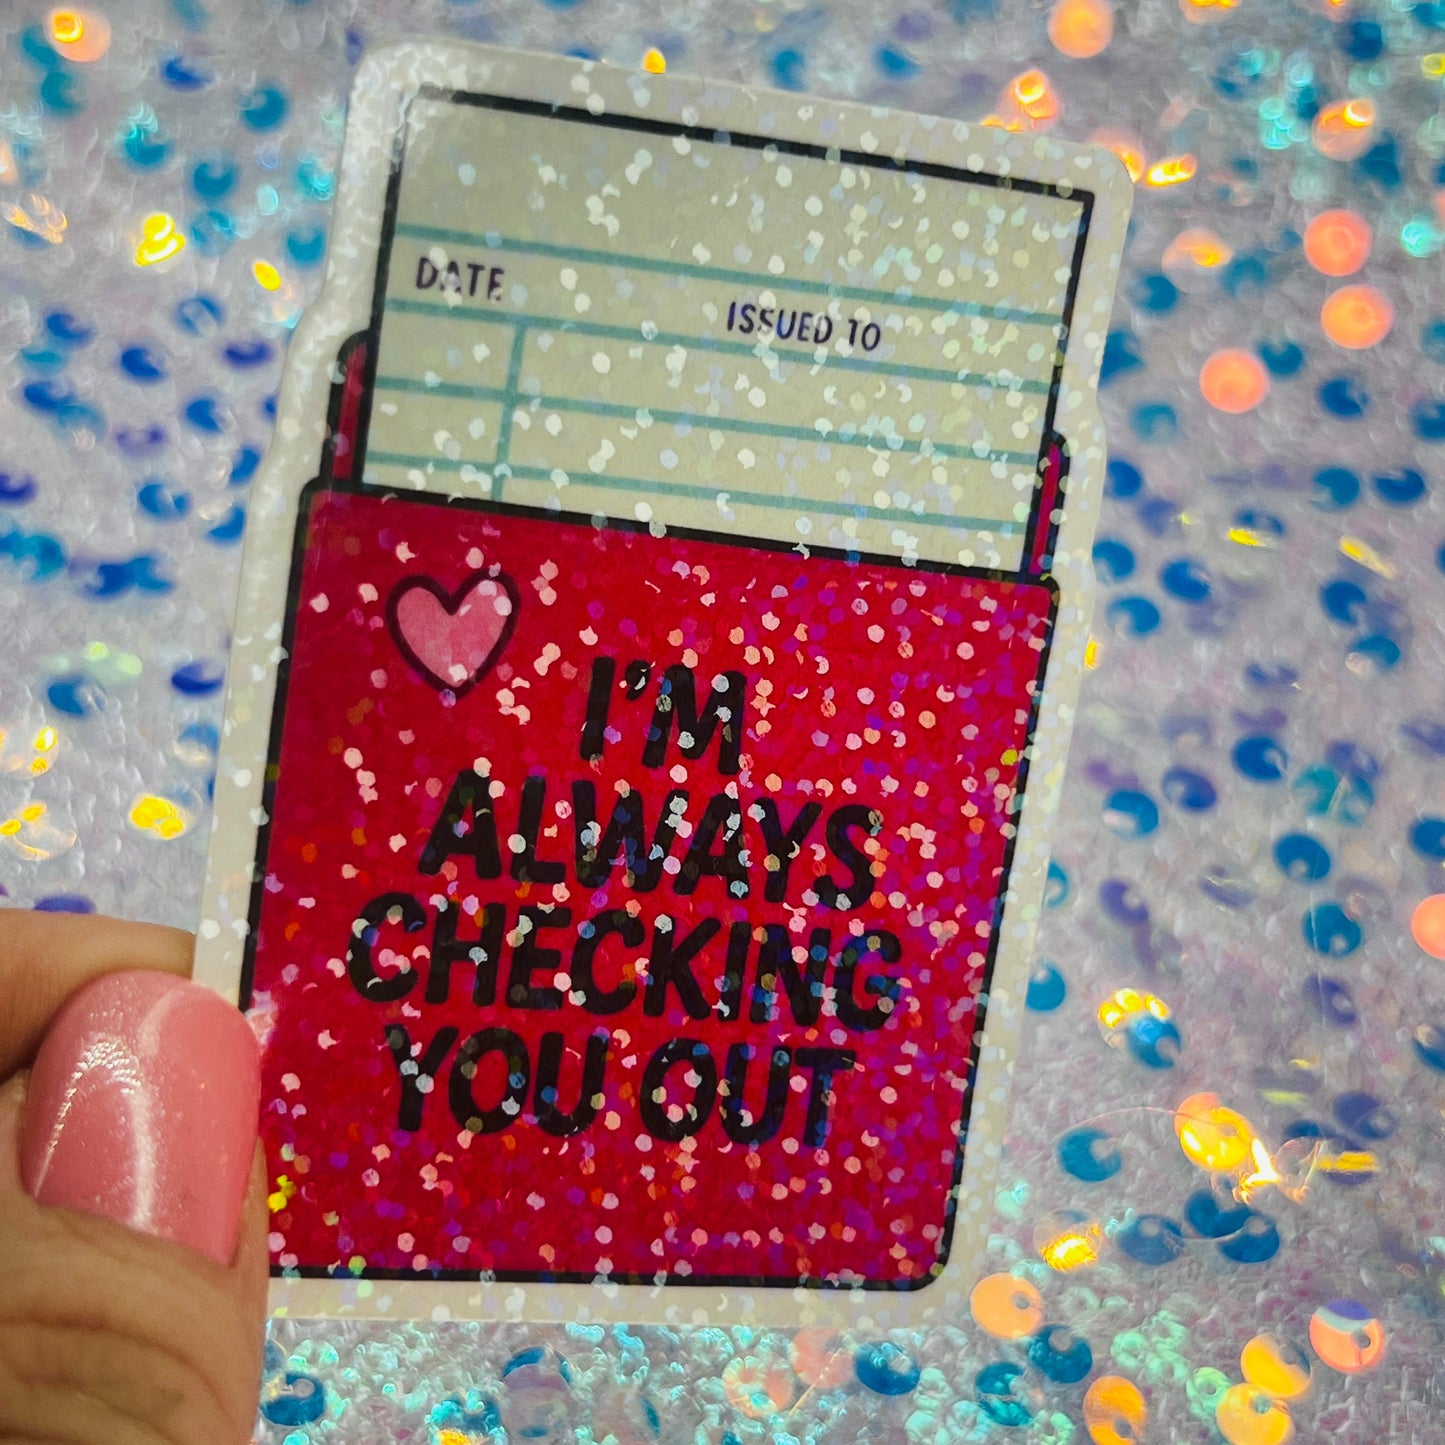 DATE
ISSUED TO
I'M
ALWAYS
CHECKING
YOU OUT